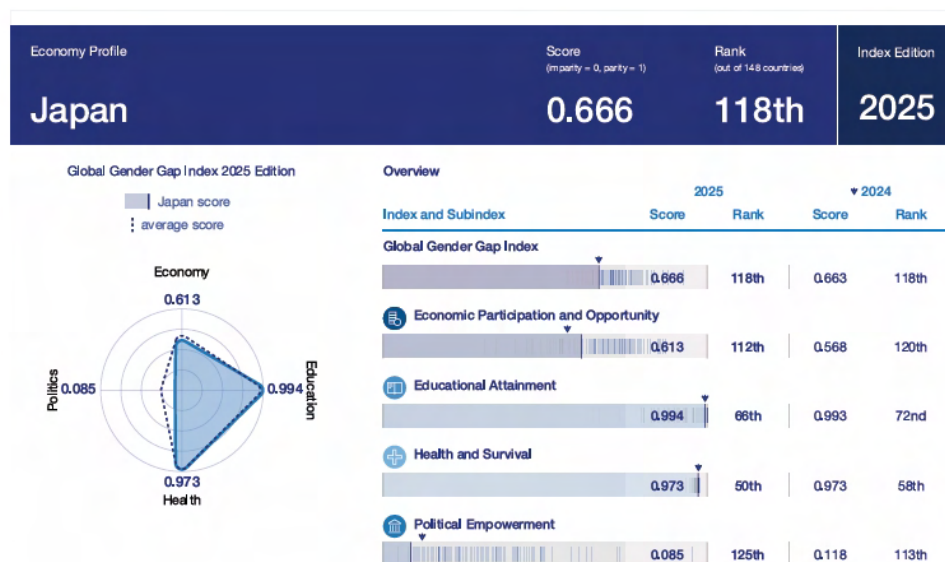 Economy Profile
Score
Rank
Index Edition
(imparity = 0, parity = 1)
(out of 148 countries)
Japan
0.666
118th
2025
Global Gender Gap Index 2025 Edition
Japan score
average score
Economy
0.613
Politics
0.085
0.994
Education
0.973
Health
Overview
2025
2024
Index and Subindex
Score
Rank
Score
Rank
Global Gender Gap Index
0.666 118th 0.663 118th
Economic Participation and Opportunity
0.613 112th 0.568 120th
Educational Attainment
0.994 66th 0.993 72nd
Health and Survival
0.973 50th 0.973 58th
Political Empowerment
0.085 125th 0.118 113th